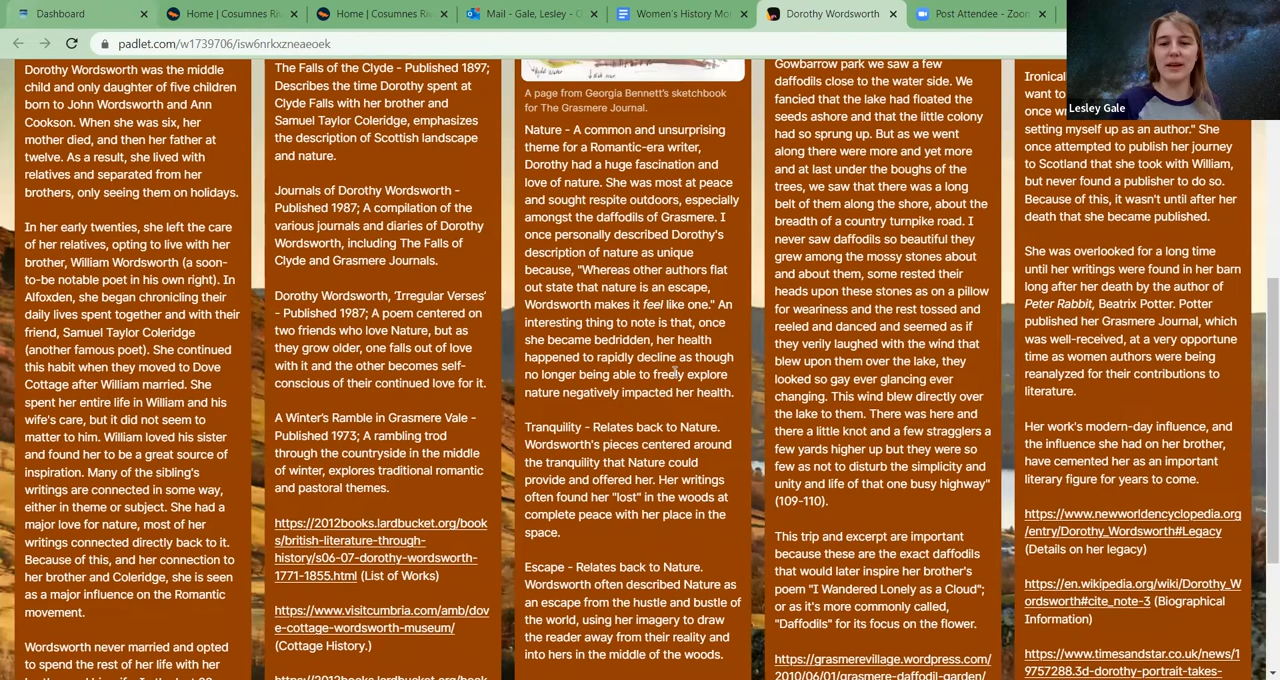 Dashboard
Home | Cosumnes Riv
Home | Cosumnes Riv
Mail - Gale, Lesley - O
Women's History Mo
Dorothy Wordsworth
Post Attendee - Zoom
padlet.com/w1739706/isw6nrkxzneaeoek
Lesley Gale
Dorothy Wordsworth was the middle
child and only daughter of five children
born to John Wordsworth and Ann
Cookson. When she was six, her
mother died, and then her father at
twelve. As a result, she lived with
relatives and separated from her
brothers, only seeing them on holidays.
In her early twenties, she left the care
of her relatives, opting to live with her
brother, William Wordsworth (a soon-
to-be notable poet in his own right). In
Alfoxden, she began chronicling their
daily lives spent together and with their
friend, Samuel Taylor Coleridge
(another famous poet). She continued
this habit when they moved to Dove
Cottage after William married. She
spent her entire life in William and his
wife's care, but it did not seem to
matter to him. William loved his sister
and found her to be a great source of
inspiration. Many of the sibling's
writings are connected in some way,
either in theme or subject. She had a
major love for nature, most of her
writings connected directly back to it.
Because of this, and her connection to
her brother and Coleridge, she is seen
as a major influence on the Romantic
movement.
Wordsworth never married and opted
to spend the rest of her life with her
The Falls of the Clyde - Published 1897;
Describes the time Dorothy spent at
Clyde Falls with her brother and
Samuel Taylor Coleridge, emphasizes
the description of Scottish landscape
and nature.
Journals of Dorothy Wordsworth -
Published 1987; A compilation of the
various journals and diaries of Dorothy
Wordsworth, including The Falls of
Clyde and Grasmere Journals.
Dorothy Wordsworth, 'Irregular Verses'
- Published 1987; A poem centered on
two friends who love Nature, but as
they grow older, one falls out of love
with it and the other becomes self-
conscious of their continued love for it.
A Winter's Ramble in Grasmere Vale -
Published 1973; A rambling trod
through the countryside in the middle
of winter, explores traditional romantic
and pastoral themes.
https://2012books.lardbucket.org/book
s/british-literature-through-
history/s06-07-dorothy-wordsworth-
1771-1855.html (List of Works)
https://www.visitcumbria.com/amb/dov
e-cottage-wordsworth-museum/
(Cottage History.)
https://2012books.lardbucket.org/book
A page from Georgia Bennett's sketchbook
for The Grasmere Journal.
Nature - A common and unsurprising
theme for a Romantic-era writer,
Dorothy had a huge fascination and
love of nature. She was most at peace
and sought respite outdoors, especially
amongst the daffodils of Grasmere. I
once personally described Dorothy's
description of nature as unique
because, "Whereas other authors flat
out state that nature is an escape,
Wordsworth makes it feel like one." An
interesting thing to note is that, once
she became bedridden, her health
happened to rapidly decline as though
no longer being able to freely explore
nature negatively impacted her health.
Tranquility - Relates back to Nature.
Wordsworth's pieces centered around
the tranquility that Nature could
provide and offered her. Her writings
often found her "lost" in the woods at
complete peace with her place in the
space.
Escape - Relates back to Nature.
Wordsworth often described Nature as
an escape from the hustle and bustle of
the world, using her imagery to draw
the reader away from their reality and
into hers in the middle of the woods.
Gowbarrow park we saw a few
daffodils close to the water side. We
fancied that the lake had floated the
seeds ashore and that the little colony
had so sprung up. But as we went
along there were more and yet more
and at last under the boughs of the
trees, we saw that there was a long
belt of them along the shore, about the
breadth of a country turnpike road. I
never saw daffodils so beautiful they
grew among the mossy stones about
and about them, some rested their
heads upon these stones as on a pillow
for weariness and the rest tossed and
reeled and danced and seemed as if
they verily laughed with the wind that
blew upon them over the lake, they
looked so gay ever glancing ever
changing. This wind blew directly over
the lake to them. There was here and
there a little knot and a few stragglers a
few yards higher up but they were so
few as not to disturb the simplicity and
unity and life of that one busy highway"
(109-110).
This trip and excerpt are important
because these are the exact daffodils
that would later inspire her brother's
poem "I Wandered Lonely as a Cloud";
or as it's more commonly called,
"Daffodils" for its focus on the flower.
https://grasmerevillage.wordpress.com/
2010/06/01/grasmere-daffodil-garden/
Ironical
want to
once wr
setting myself up as an author." She
once attempted to publish her journey
to Scotland that she took with William,
but never found a publisher to do so.
Because of this, it wasn't until after her
death that she became published.
She was overlooked for a long time
until her writings were found in her barn
long after her death by the author of
Peter Rabbit, Beatrix Potter. Potter
published her Grasmere Journal, which
was well-received, at a very opportune
time as women authors were being
reanalyzed for their contributions to
literature.
Her work's modern-day influence, and
the influence she had on her brother,
have cemented her as an important
literary figure for years to come.
https://www.newworldencyclopedia.org
/entry/Dorothy_Wordsworth#Legacy
(Details on her legacy)
https://en.wikipedia.org/wiki/Dorothy_W
ordsworth#cite_note-3 (Biographical
Information)
https://www.timesandstar.co.uk/news/1
9757288.3d-dorothy-portrait-takes-